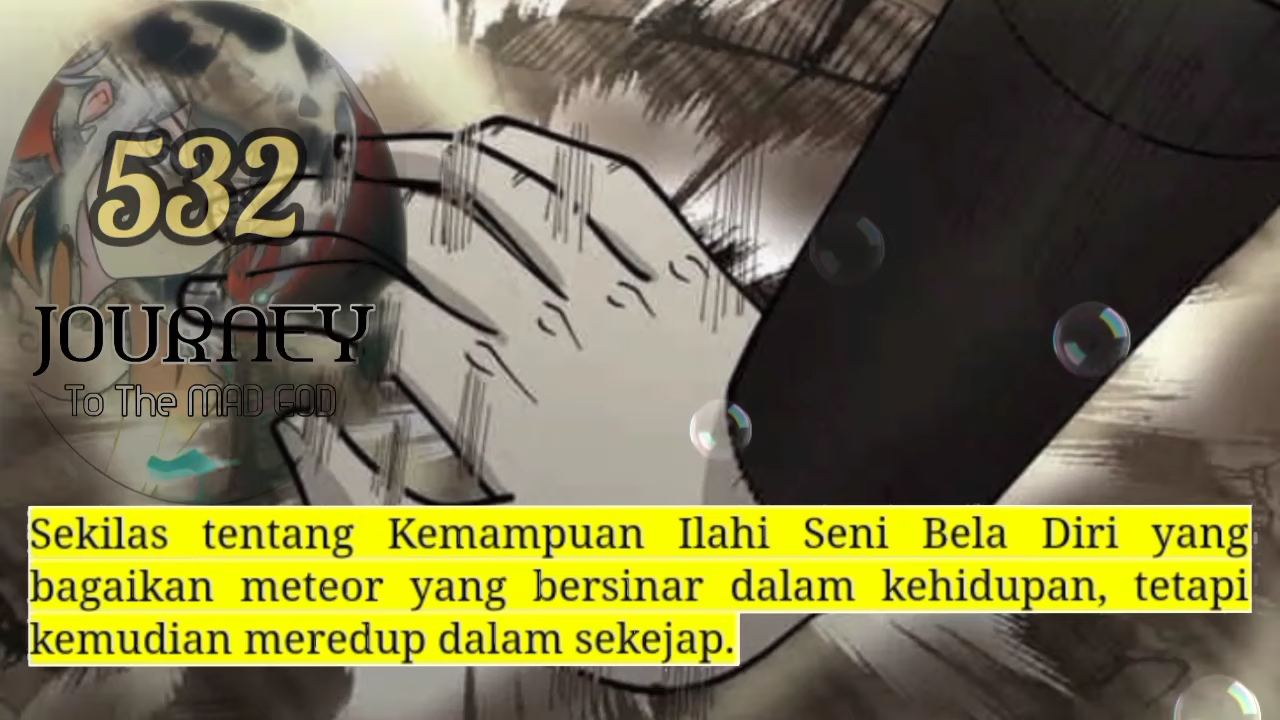 532
JOURNEY
To The MAD GOD
Sekilas tentang Kemampuan Ilahi Seni Bela Diri yang
bagaikan meteor yang bersinar dalam kehidupan, tetapi
kemudian meredup dalam sekejap.